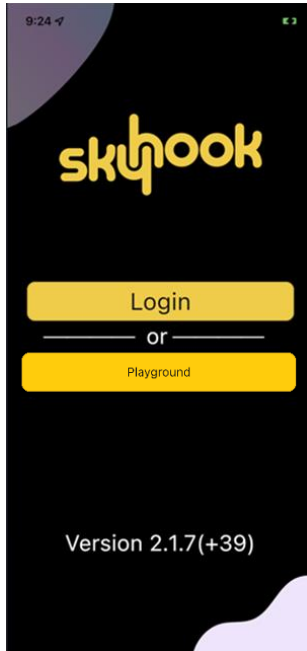 9:24
skyhook
Login
or
Playground
Version 2.1.7(+39)